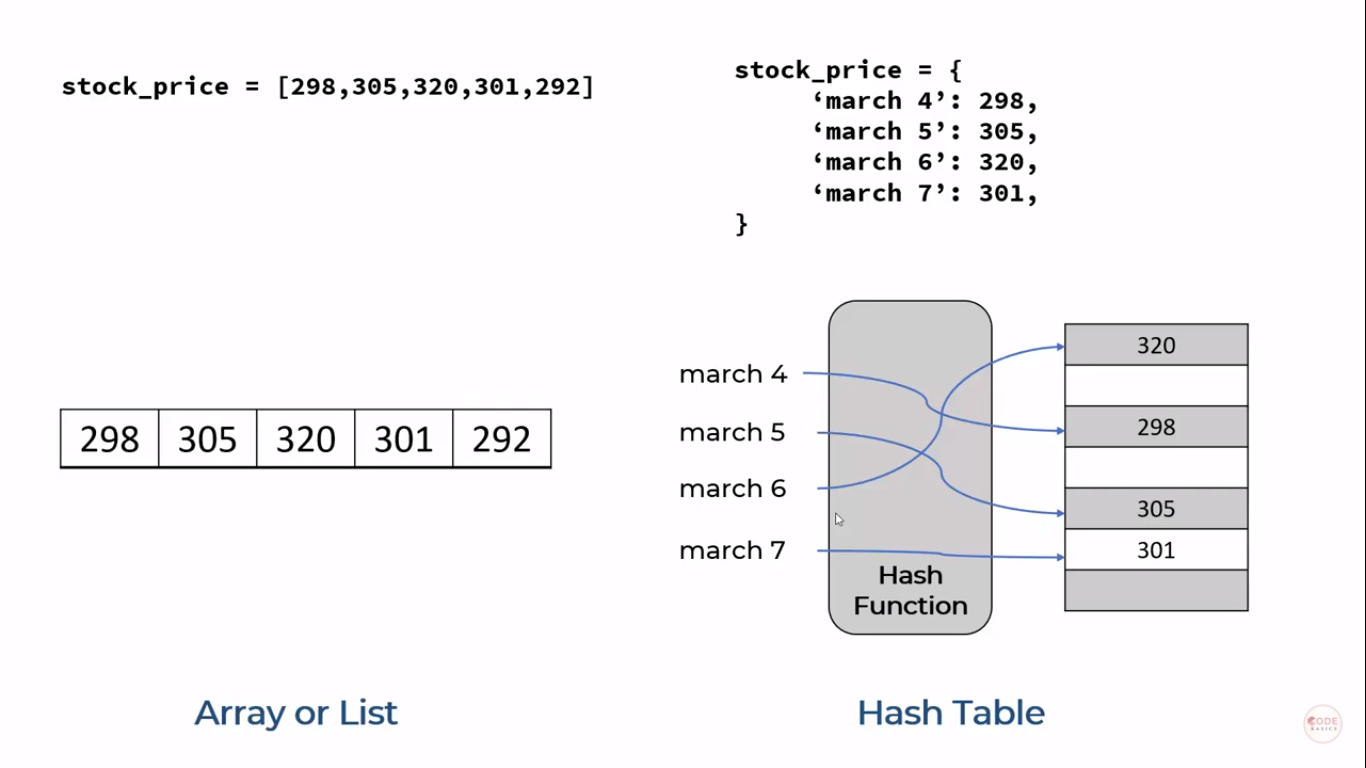 stock_price = [298,305,320,301,292]
298 305 320 301 292
Array or List
stock_price = {
‘march 4’: 298,
‘march 5’: 305,
‘march 6’: 320,
‘march 7’: 301,
}
march 4
march 5
march 6
march 7
Hash
Function
320
298
305
301
Hash Table
CODE
BASICS